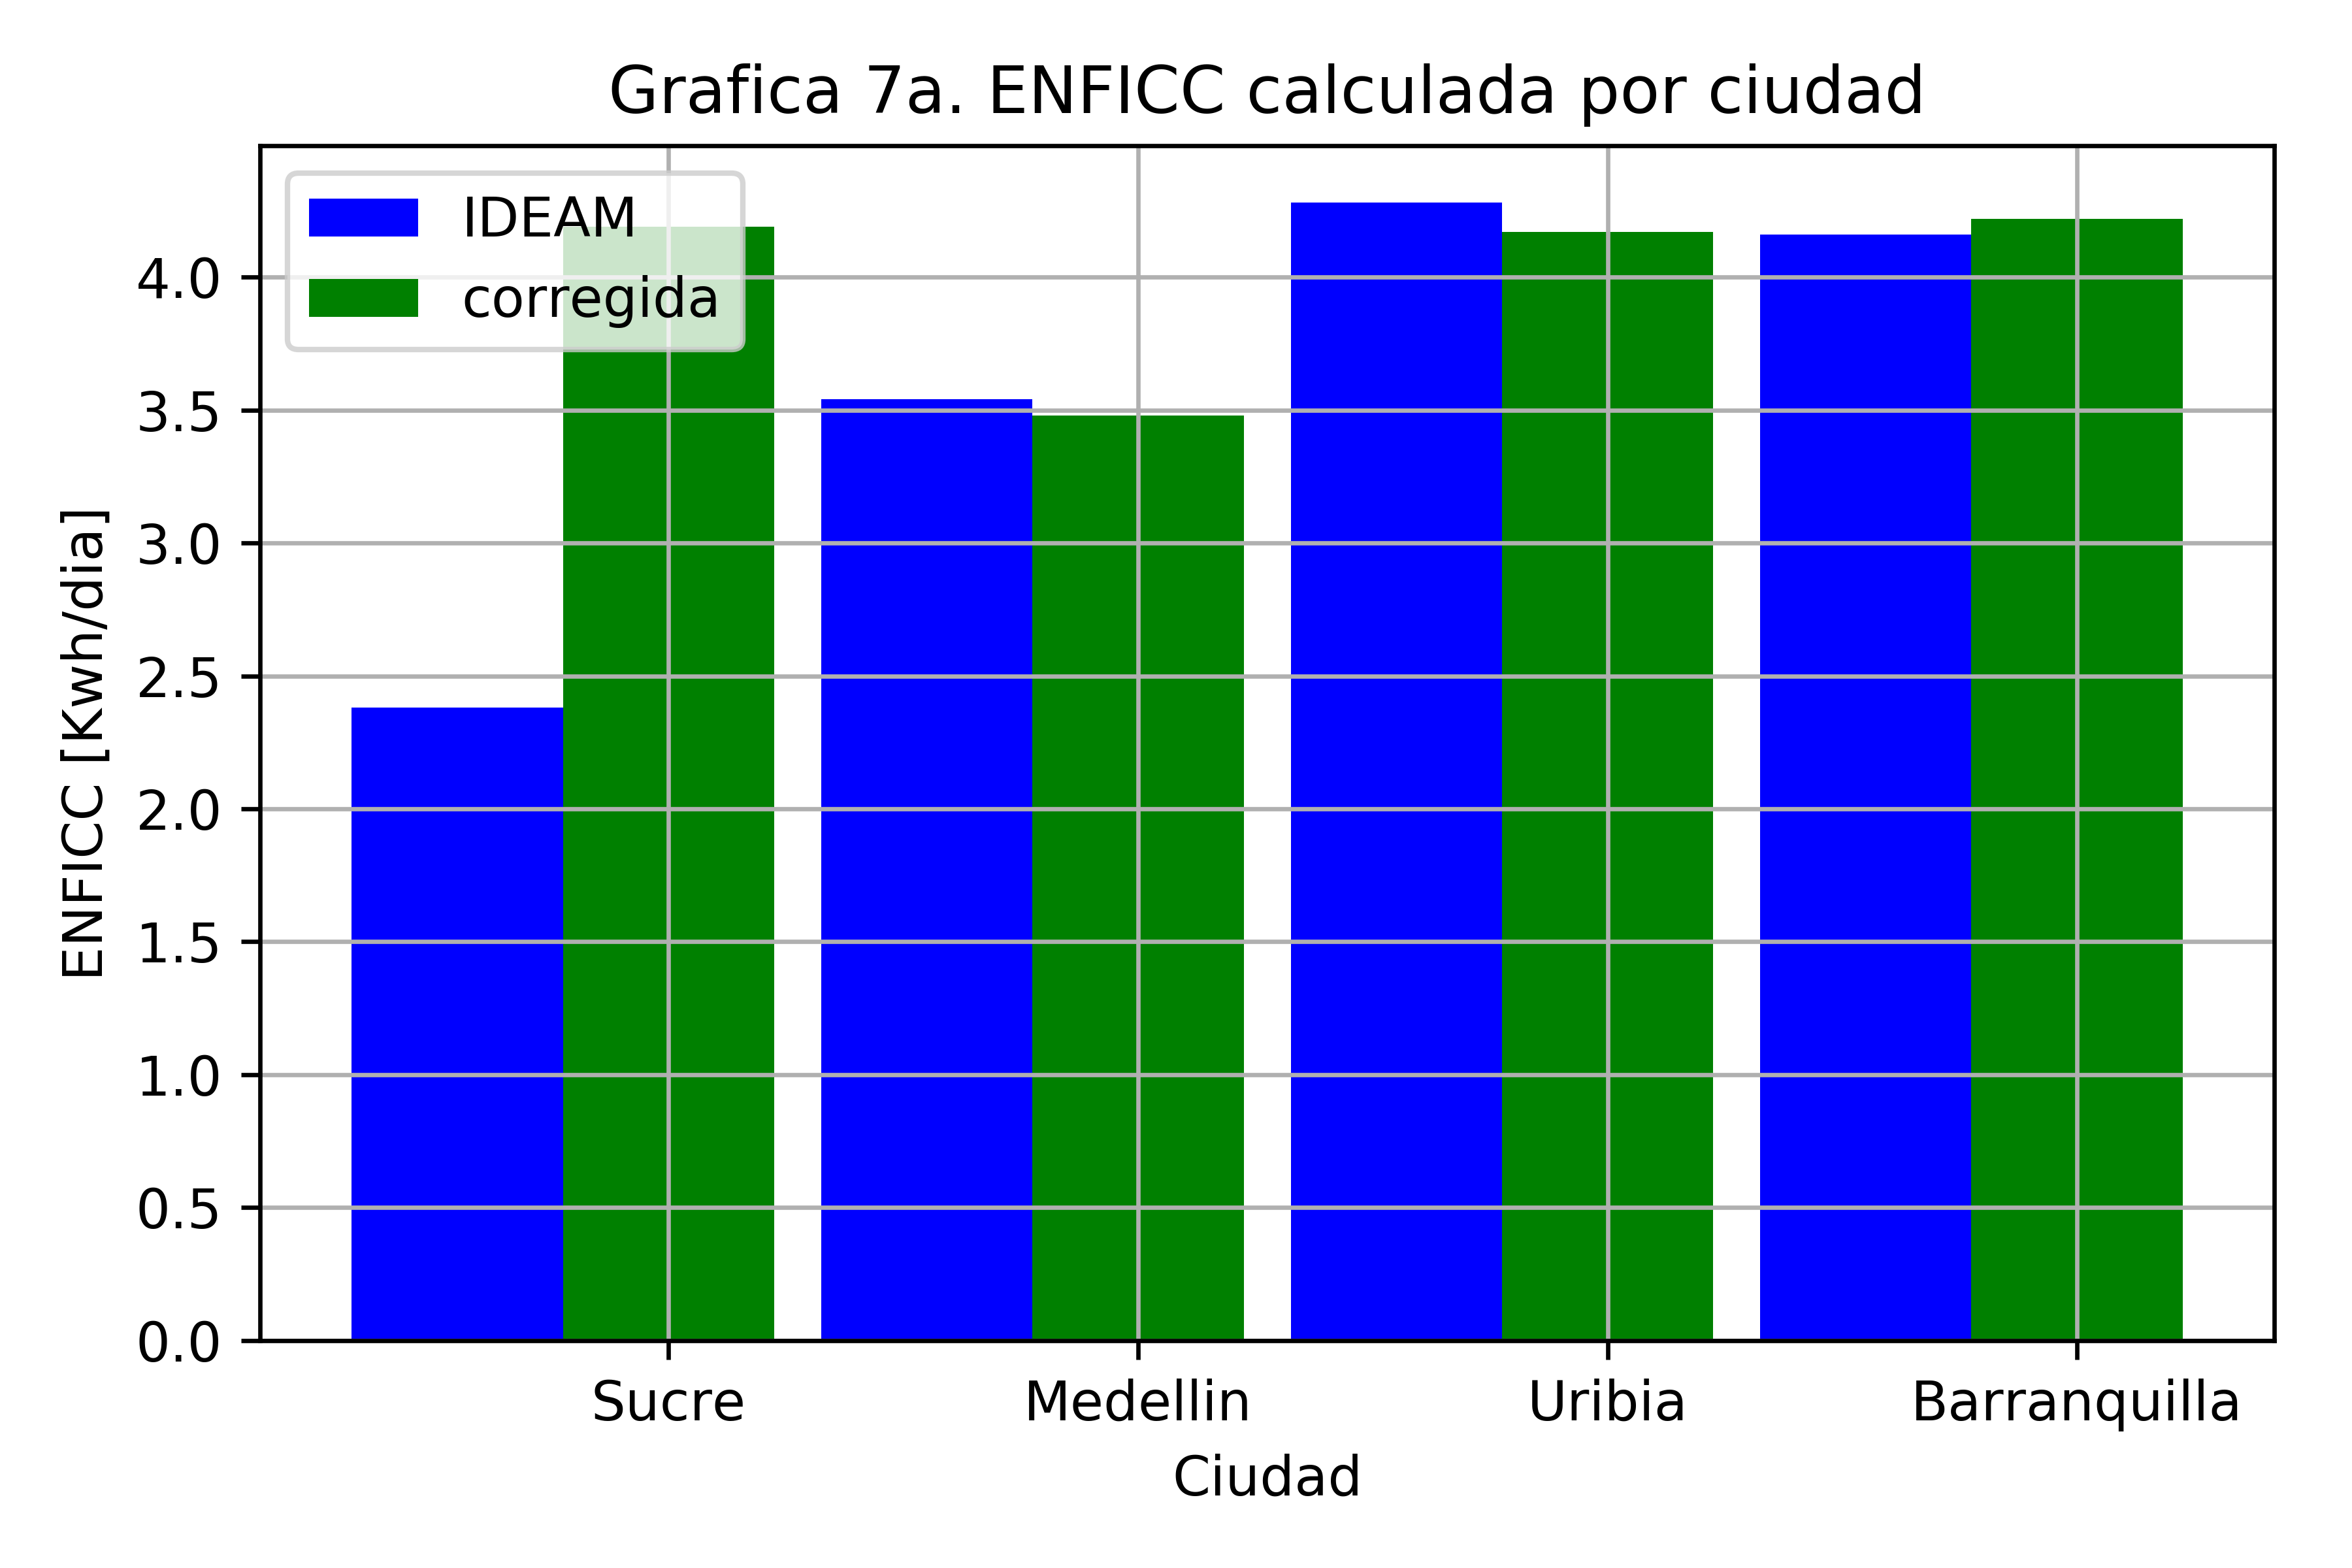 Grafica 7a. ENFICC calculada por ciudad
IDEAM
corregida
ENFICC [Kwh/dia]
4.0
3.5
3.0
2.5
2.0
1.5
1.0
0.5
0.0
Sucre Medellin Uribia Barranquilla
Ciudad